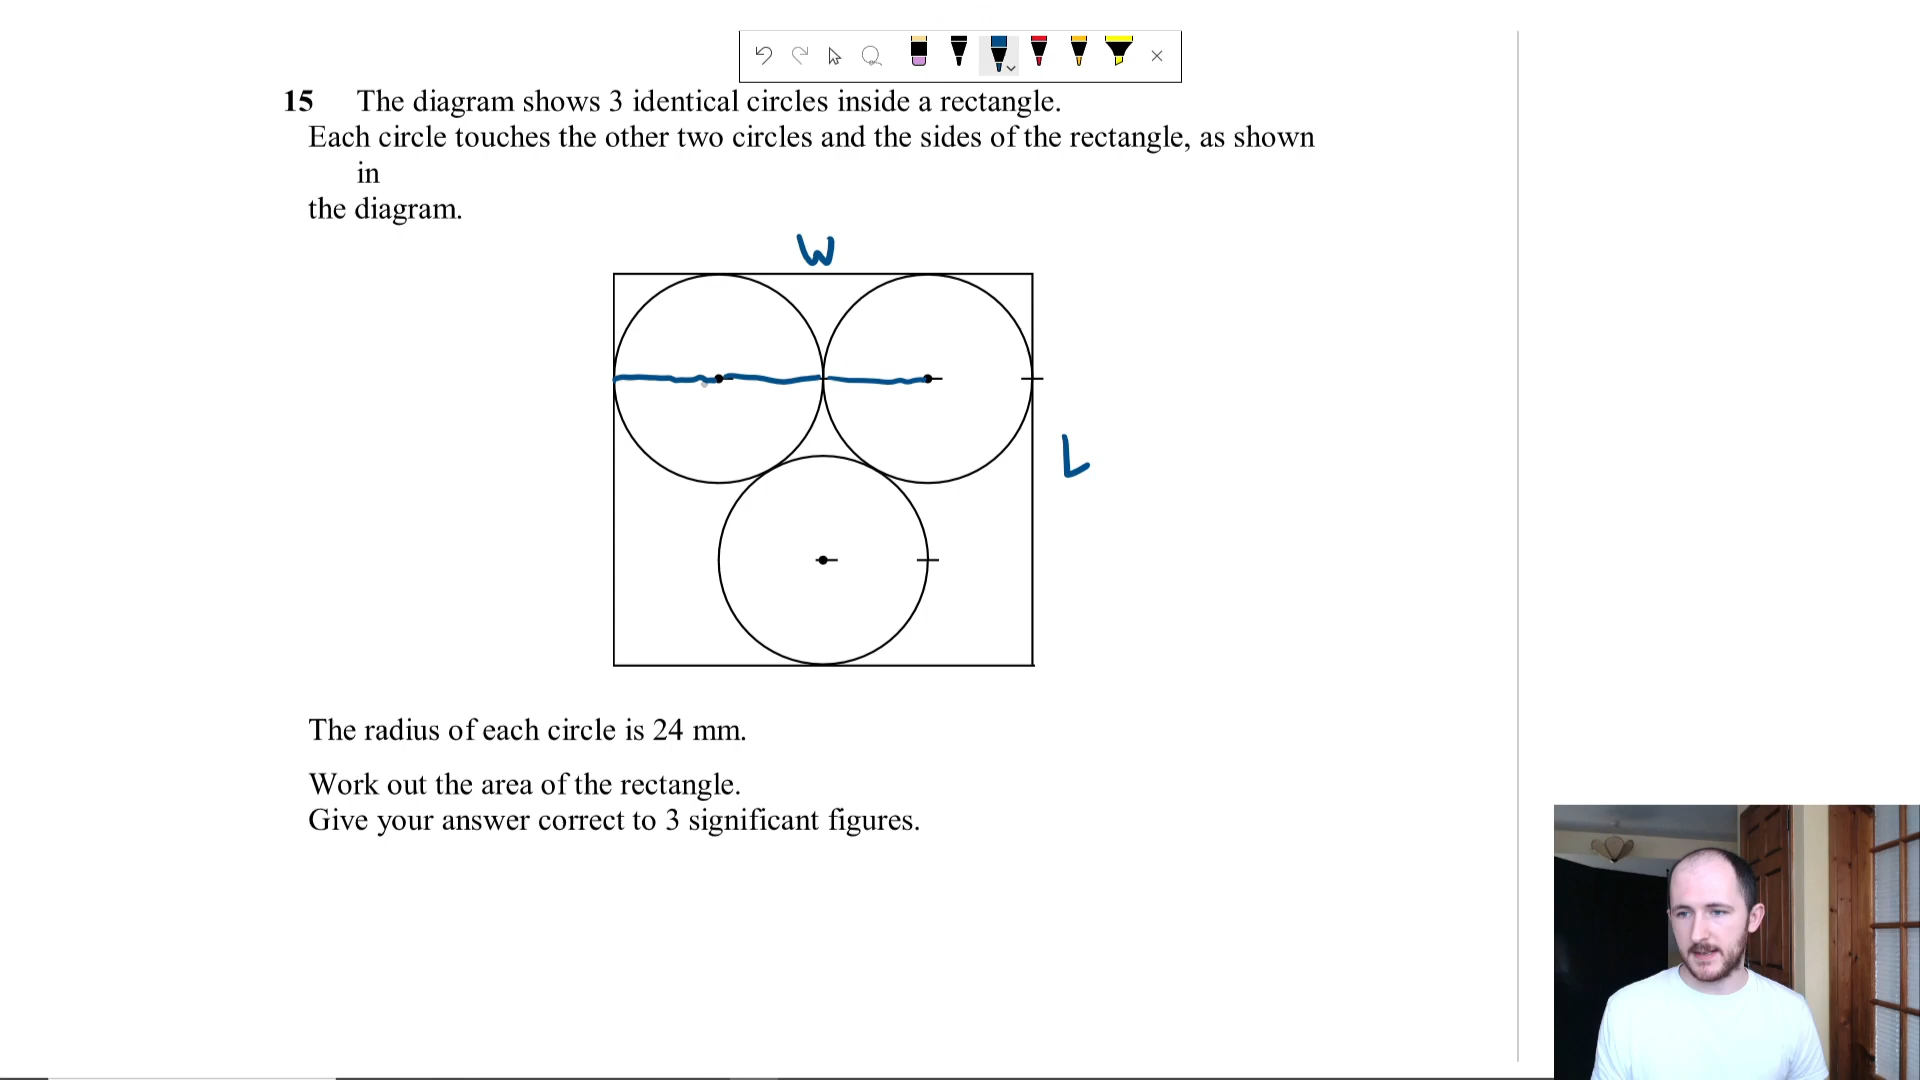 15 The diagram shows 3 identical circles inside a rectangle.
Each circle touches the other two circles and the sides of the rectangle, as shown
in
the diagram.
W
L
The radius of each circle is 24 mm.
Work out the area of the rectangle.
Give your answer correct to 3 significant figures.